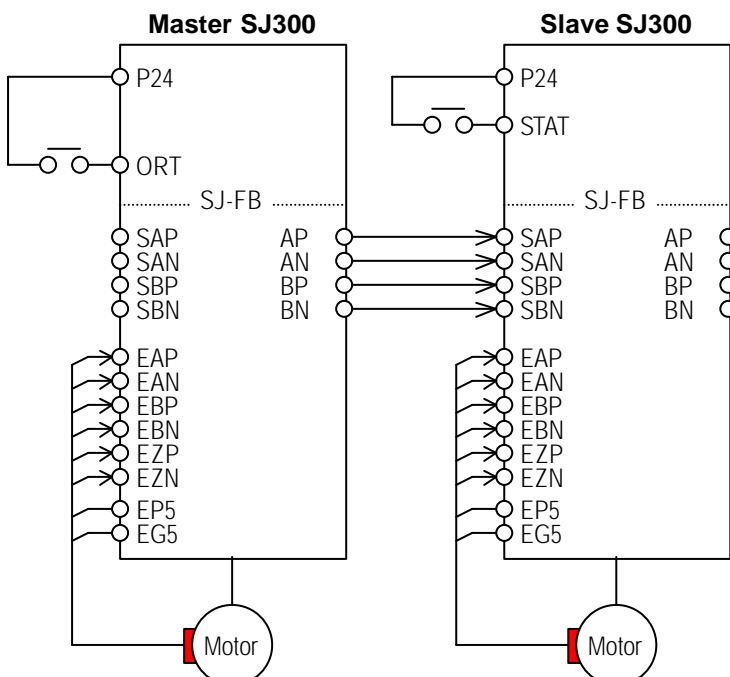 Master SJ300
P24
ORT
SJ-FB
SAP AP
SAN AN
SBP BP
SBN BN
EAP
EAN
EBP
EBN
EZP
EZN
EP5
EG5
Motor
Slave SJ300
P24
STAT
SJ-FB
SAP AP
SAN AN
SBP BP
SBN BN
EAP
EAN
EBP
EBN
EZP
EZN
EP5
EG5
Motor